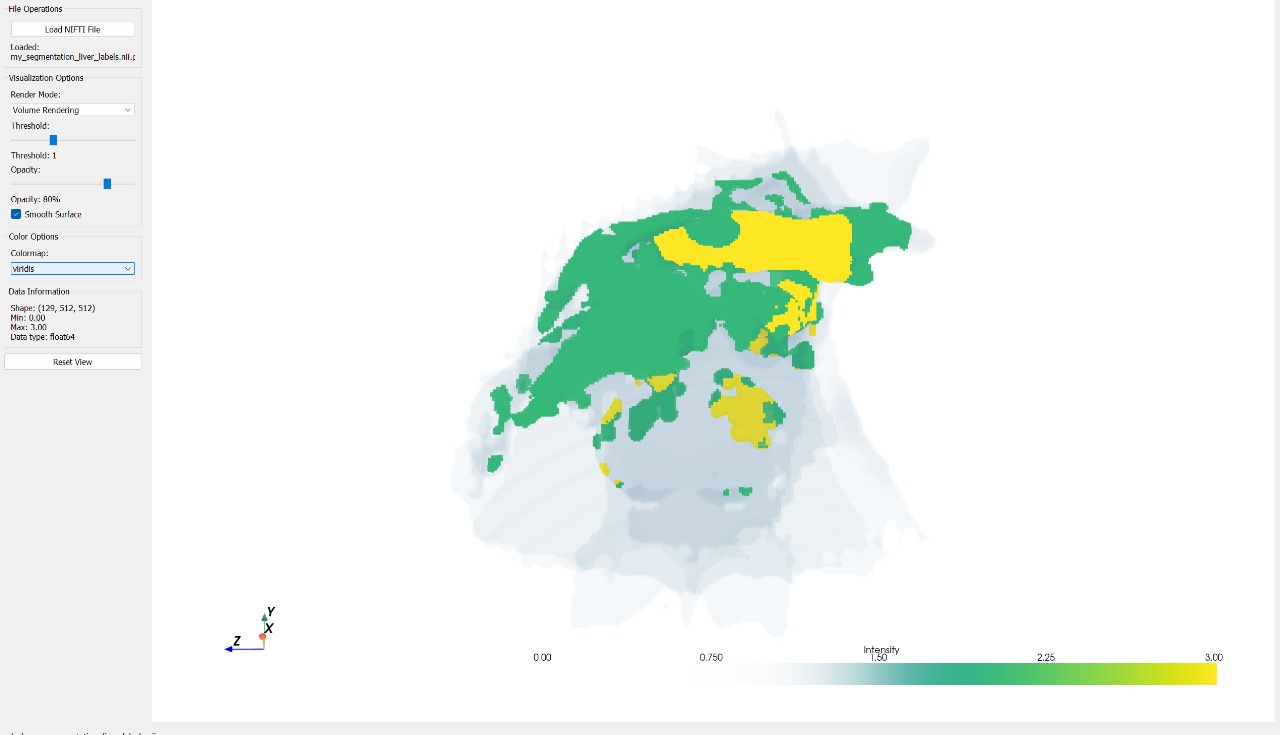 File Operations
Load NIFTI File
Loaded:
my_segmentation_liver_labels.nii.
Visualization Options
Render Mode:
Volume Rendering
Threshold:
Threshold: 1
Opacity:
Opacity: 80%
Smooth Surface
Color Options
Colormap:
viridis
Data Information
Shape: (129, 512, 512)
Min: 0.00
Max: 3.00
Data type: float64
Reset View
Y
X
Z
Intensity
0.00 0.750 1.50 2.25 3.00